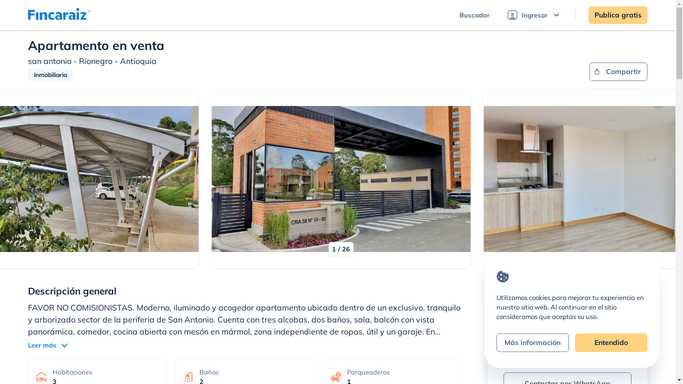 Fincaraiz
Buscador
Ingresar
Publica gratis
Apartamento en venta
san antonio - Rionegro - Antioquia
Inmobiliaria
Compartir
1 / 26
Descripción general
FAVOR NO COMISIONISTAS. Moderno, iluminado y acogedor apartamento ubicado dentro de un exclusivo, tranquilo
y arborizado sector de la periferia de San Antonio. Cuenta con tres alcobas, dos baños, sala, balcón con vista
panorámica, comedor, cocina abierta con mesón en mármol, zona independiente de ropas, útil y un garaje. En...
Leer más
Habitaciones
3
Baños
2
Parqueaderos
1
Utilizamos cookies para mejorar tu experiencia en
nuestro sitio web. Al continuar en el sitio
consideramos que aceptas su uso.
Más información
Entendido
Contactar por WhatsApp